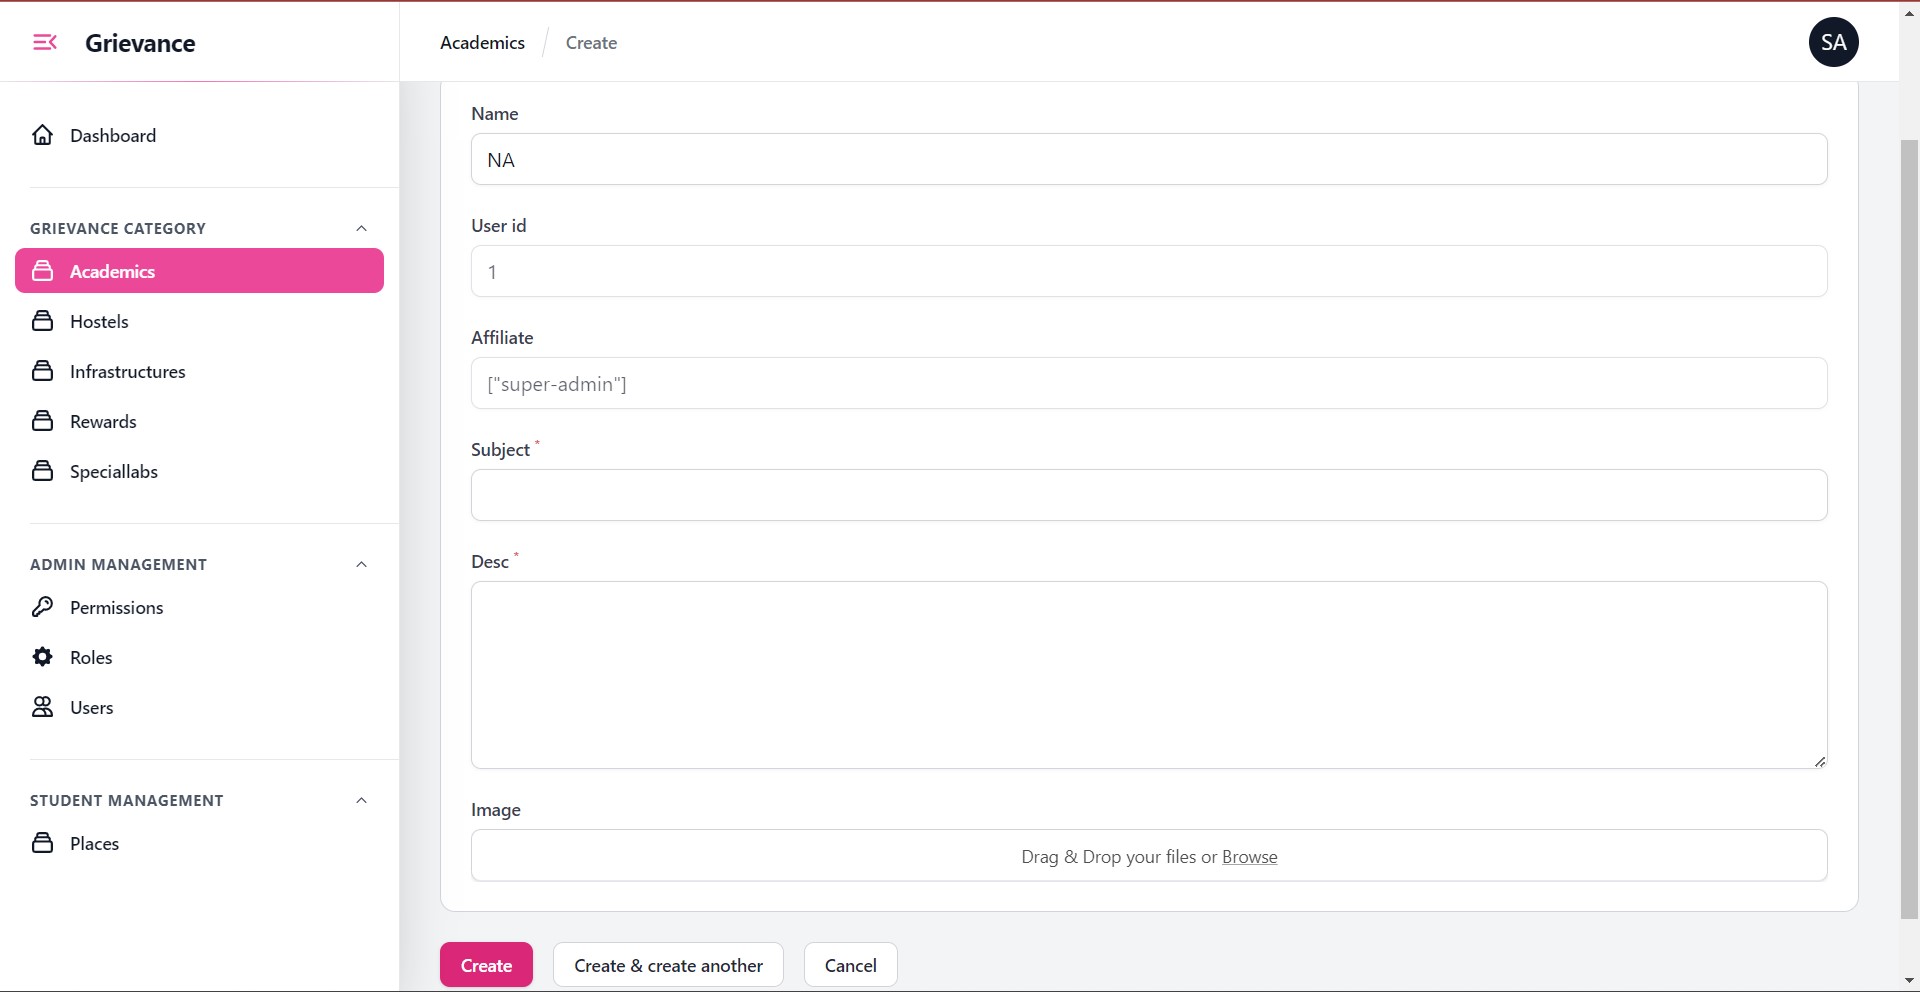 Grievance
Academics / Create
SA
Dashboard
GRIEVANCE CATEGORY
Academics
Hostels
Infrastructures
Rewards
Speciallabs
ADMIN MANAGEMENT
Permissions
Roles
Users
STUDENT MANAGEMENT
Places
Name
NA
User id
1
Affiliate
["super-admin"]
Subject *
Desc *
Image
Drag & Drop your files or Browse
Create
Create & create another
Cancel